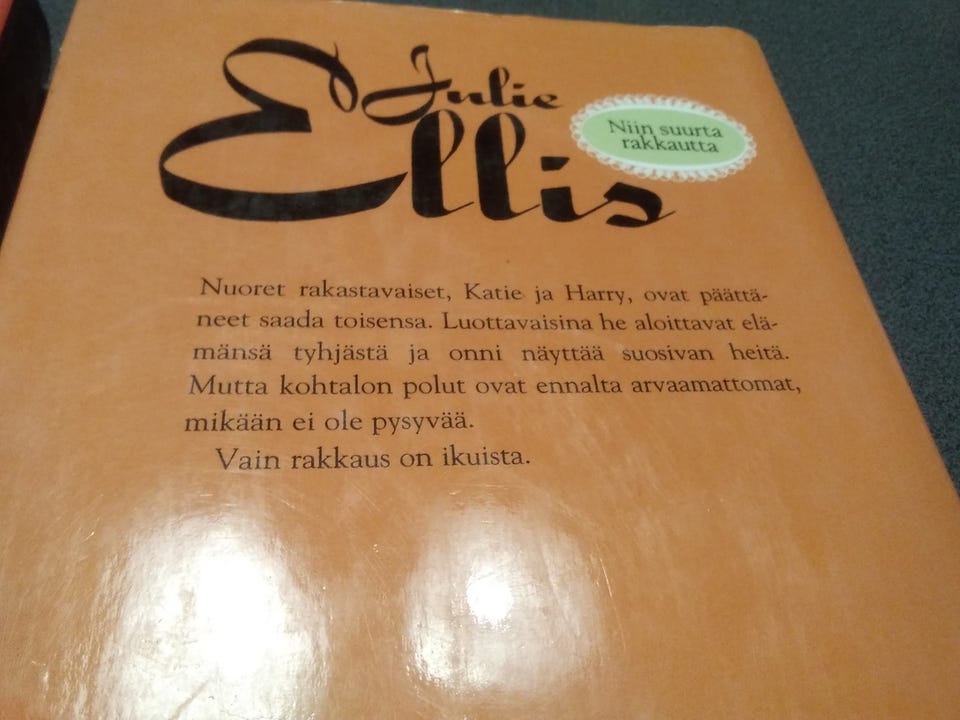 Julie
Ellis
Niin suurta
rakkautta
Nuoret rakastavaiset, Katie ja Harry, ovat päättä-
neet saada toisensa. Luottavaisina he aloittavat elä-
mänsä tyhjästä ja onni näyttää suosivan heitä.
Mutta kohtalon polut ovat ennalta arvaamattomat,
mikään ei ole pysyvää.
Vain rakkaus on ikuista.